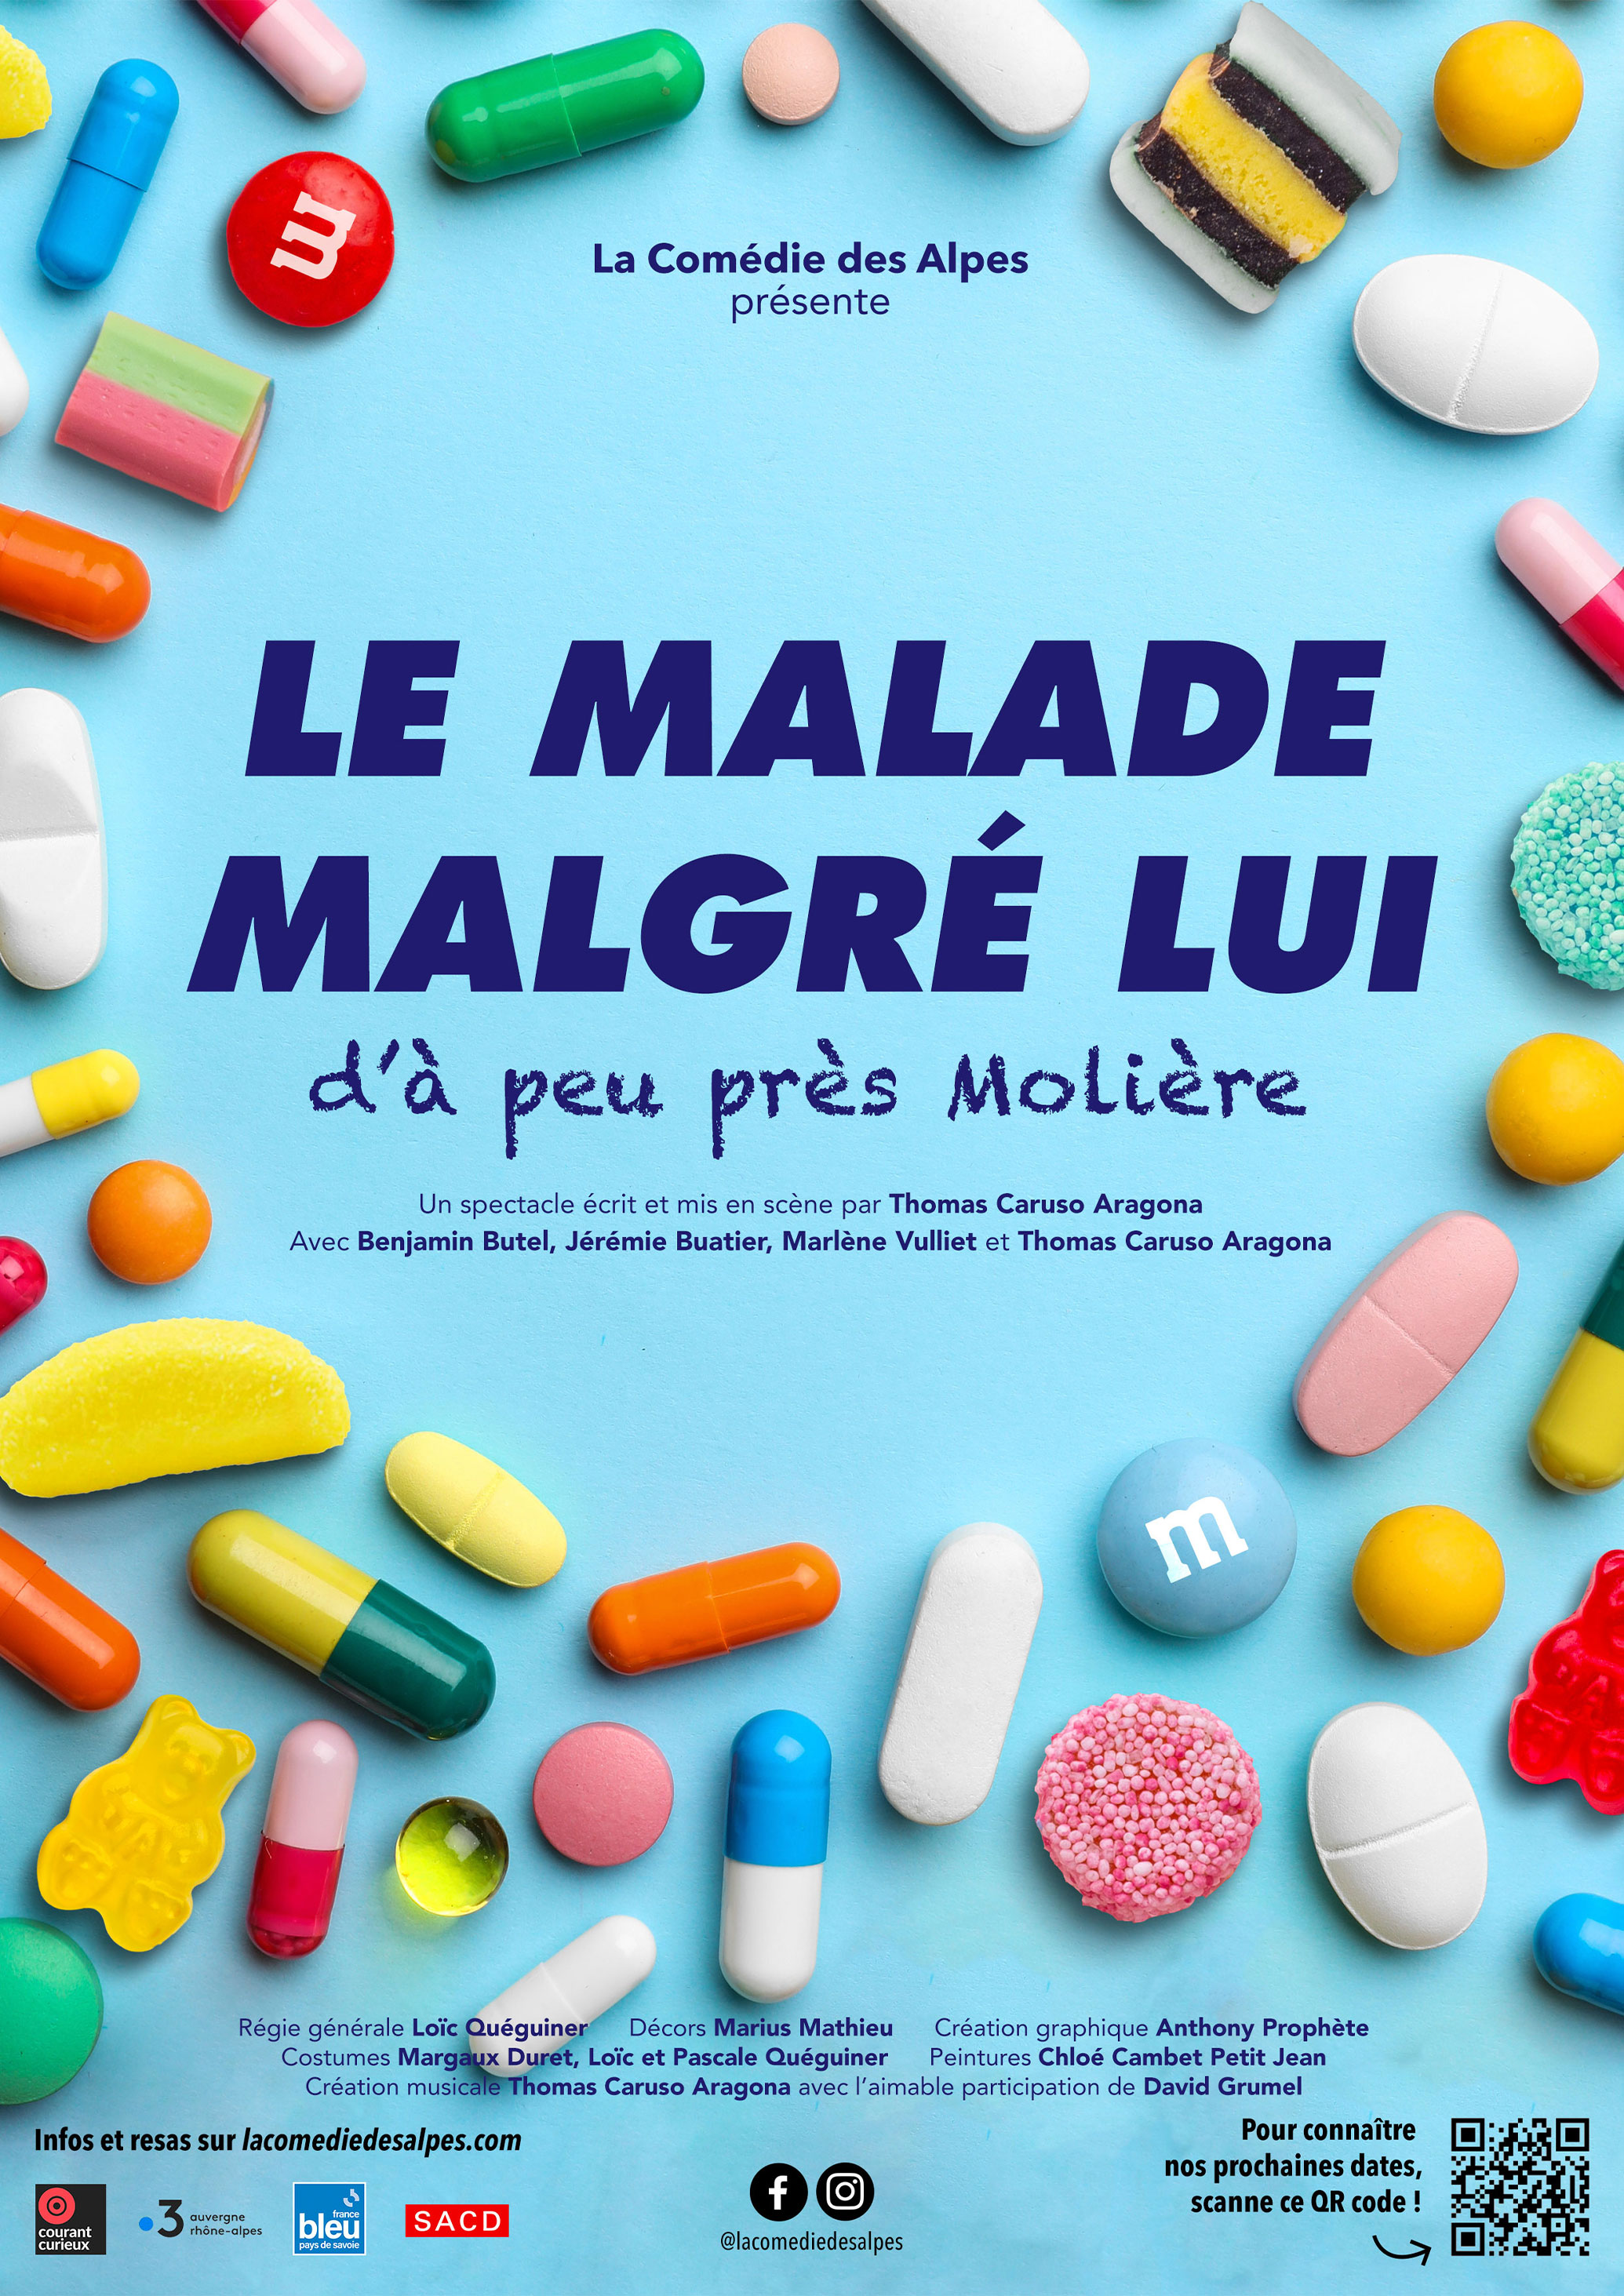 m
La Comédie des Alpes
présente
LE MALADE
MALGRÉ LUI
d'à peu près Molière
Un spectacle écrit et mis en scène par Thomas Caruso Aragona
Avec Benjamin Butel, Jérémie Buatier, Marlène Vulliet et Thomas Caruso Aragona
m
Régie générale Loïc Quéguiner Décors Marius Mathieu Création graphique Anthony Prophète
Costumes Margaux Duret, Loïc et Pascale Quéguiner Peintures Chloé Cambet Petit Jean
Création musicale Thomas Caruso Aragona avec l'aimable participation de David Grumel
Infos et resas sur lacomediedesalpes.com
courant
curieux
3 auvergne
rhône-alpes
france
bleu
pays de savoie
SACD
@lacomediedesalpes
Pour connaître
nos prochaines dates,
scanne ce QR code !